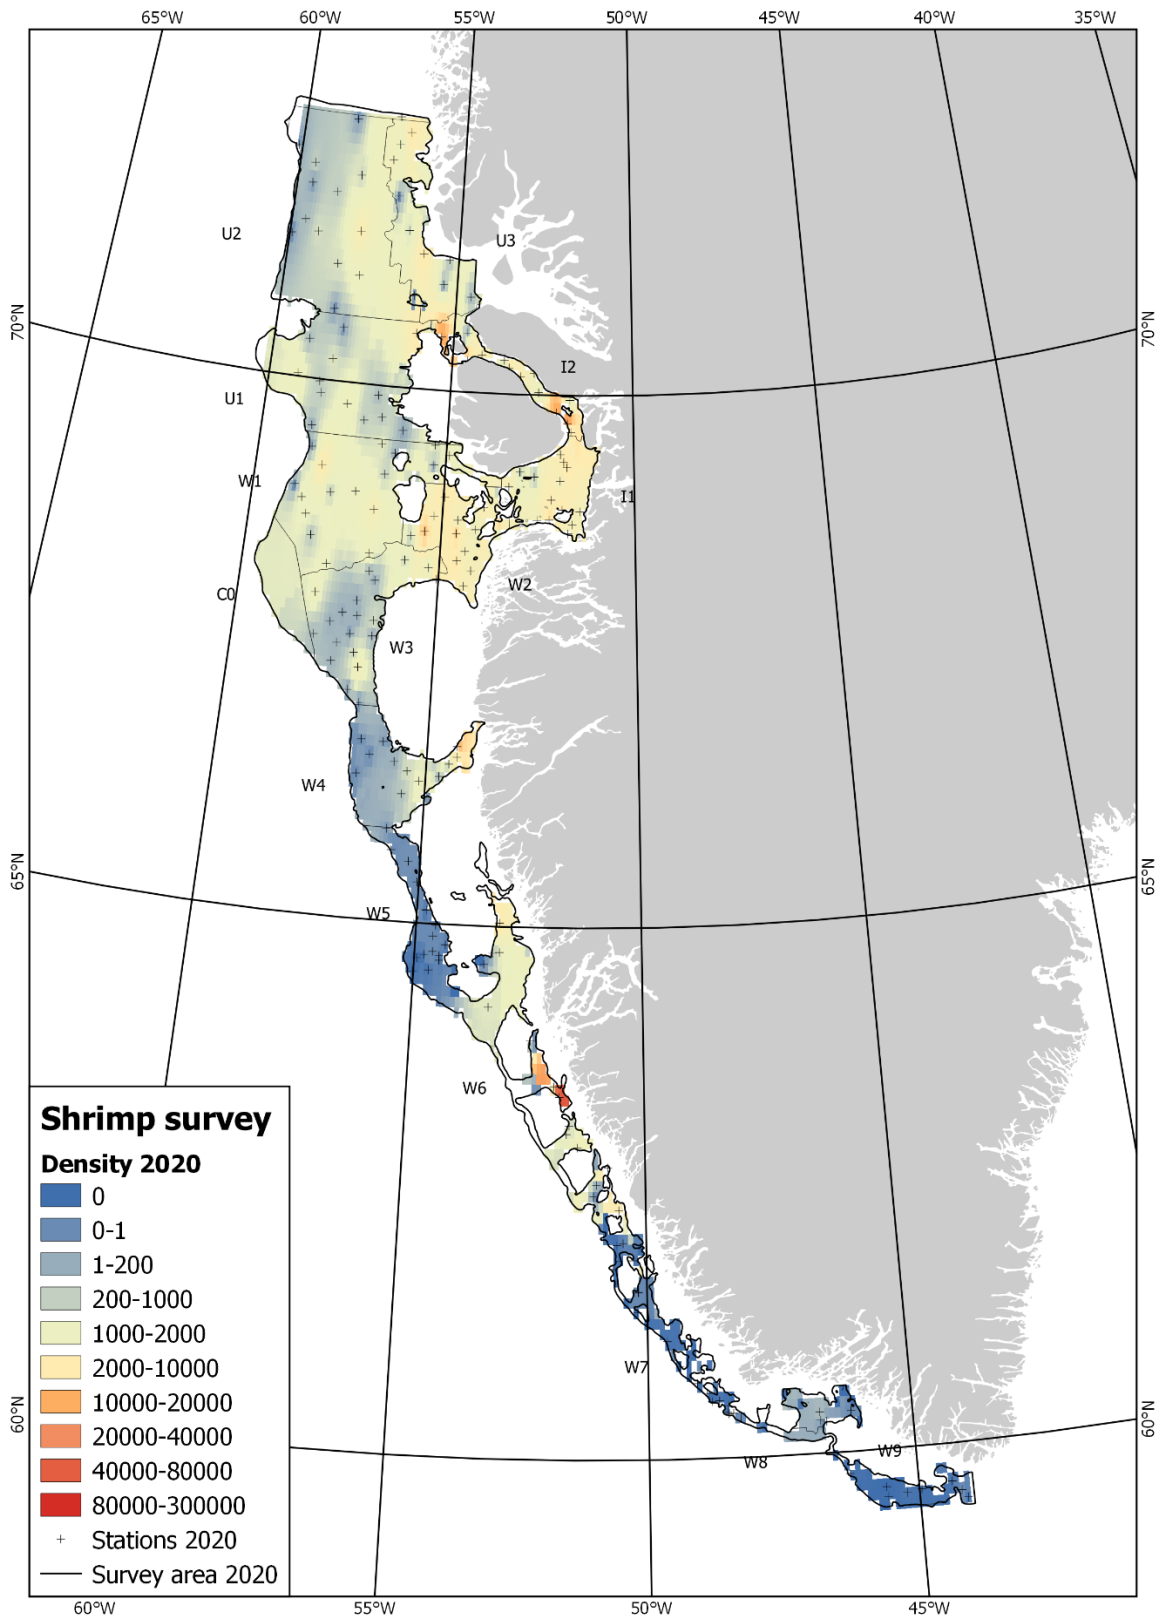 65°W 60°W 55°W 50°W 45°W 40°W 35°W
U2
U3
70°N
70°N
I2
U1
W1
I1
W2
C0
W3
W4
65°N
65°N
W5
W6
Shrimp survey
Density 2020
0
0-1
1-200
200-1000
1000-2000
2000-10000
10000-20000
20000-40000
40000-80000
80000-300000
Stations 2020
Survey area 2020
W7
60°N
60°N
W9
W8
60°W 55°W 50°W 45°W